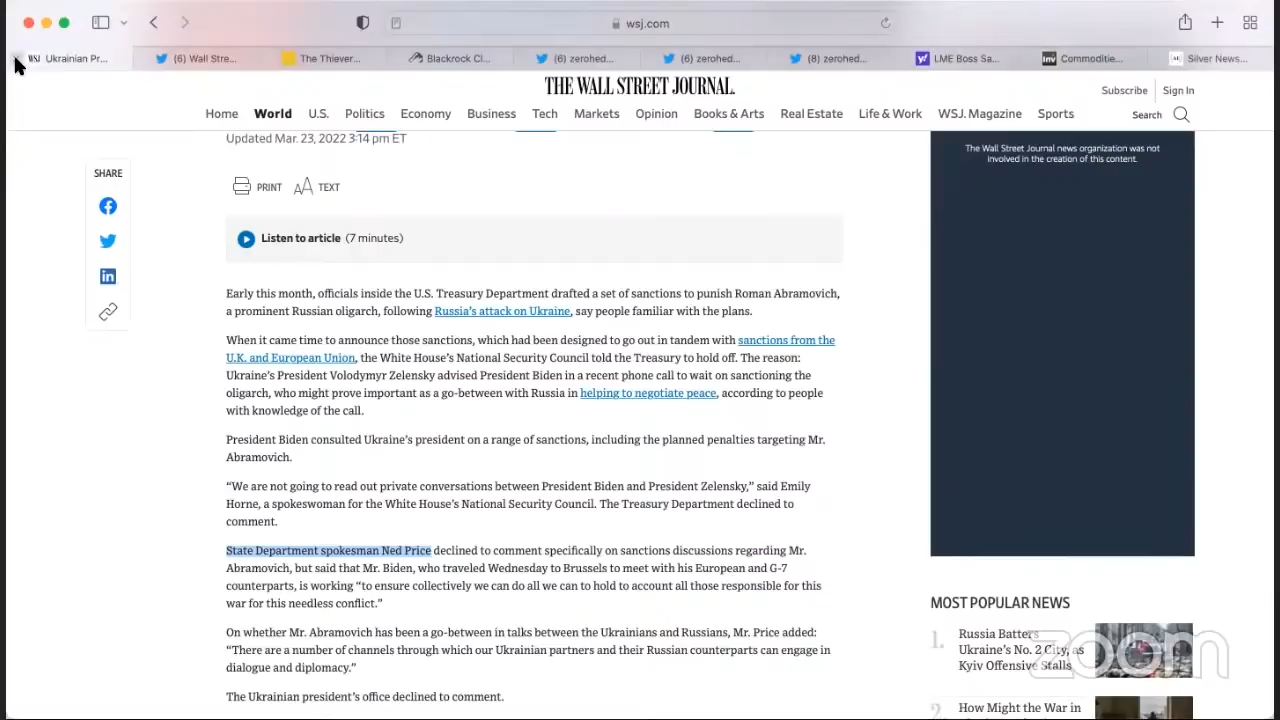 wsj.com
WSJ Ukrainian Pr...
(6) Wall Stre...
The Thiever...
Blackrock Cl...
(6) zerohed...
(6) zerohed...
(8) zerohed...
LME Boss Sa...
Inv Commoditie...
Silver News...
THE WALL STREET JOURNAL.
Subscribe
Sign In
Home World U.S. Politics Economy Business Tech Markets Opinion Books & Arts Real Estate Life & Work WSJ. Magazine Sports
Search
Updated Mar. 23, 2022 3:14 pm ET
SHARE
PRINT
AA TEXT
Listen to article (7 minutes)
Early this month, officials inside the U.S. Treasury Department drafted a set of sanctions to punish Roman Abramovich,
a prominent Russian oligarch, following Russia's attack on Ukraine, say people familiar with the plans.
When it came time to announce those sanctions, which had been designed to go out in tandem with sanctions from the
U.K. and European Union, the White House's National Security Council told the Treasury to hold off. The reason:
Ukraine's President Volodymyr Zelensky advised President Biden in a recent phone call to wait on sanctioning the
oligarch, who might prove important as a go-between with Russia in helping to negotiate peace, according to people
with knowledge of the call.
President Biden consulted Ukraine's president on a range of sanctions, including the planned penalties targeting Mr.
Abramovich.
“We are not going to read out private conversations between President Biden and President Zelensky,” said Emily
Horne, a spokeswoman for the White House's National Security Council. The Treasury Department declined to
comment.
State Department spokesman Ned Price declined to comment specifically on sanctions discussions regarding Mr.
Abramovich, but said that Mr. Biden, who traveled Wednesday to Brussels to meet with his European and G-7
counterparts, is working “to ensure collectively we can do all we can to hold to account all those responsible for this
war for this needless conflict.”
On whether Mr. Abramovich has been a go-between in talks between the Ukrainians and Russians, Mr. Price added:
“There are a number of channels through which our Ukrainian partners and their Russian counterparts can engage in
dialogue and diplomacy.”
The Ukrainian president's office declined to comment.
The Wall Street Journal news organization was not
involved in the creation of this content.
MOST POPULAR NEWS
1.
Russia Batters
Ukraine's No. 2 City, as
Kyiv Offensive Stalls
2.
How Might the War in
zoom